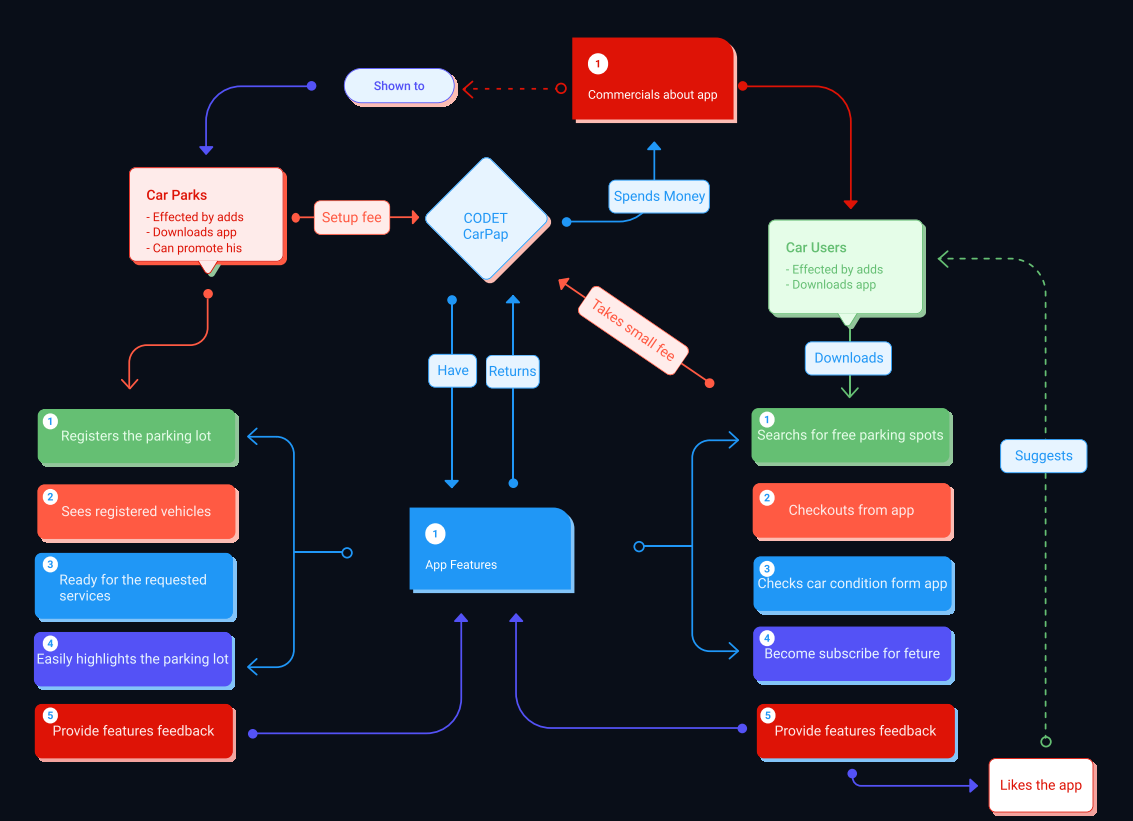 1
Commercials about app
Shown to
Car Parks
- Effected by adds
- Downloads app
- Can promote his
Setup fee
CODET
CarPap
Spends Money
Car Users
- Effected by adds
- Downloads app
Takes small fee
Have
Returns
Downloads
Suggests
1
Registers the parking lot
2
Sees registered vehicles
3
Ready for the requested
services
4
Easily highlights the parking lot
5
Provide features feedback
1
App Features
1
Searchs for free parking spots
2
Checkouts from app
3
Checks car condition form app
4
Become subscribe for feture
5
Provide features feedback
Likes the app